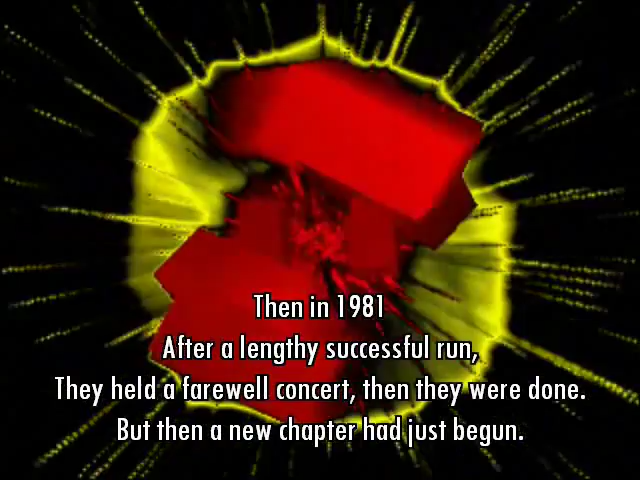 Then in 1981
After a lengthy successful run,
They held a farewell concert, then they were done.
But then a new chapter had just begun.